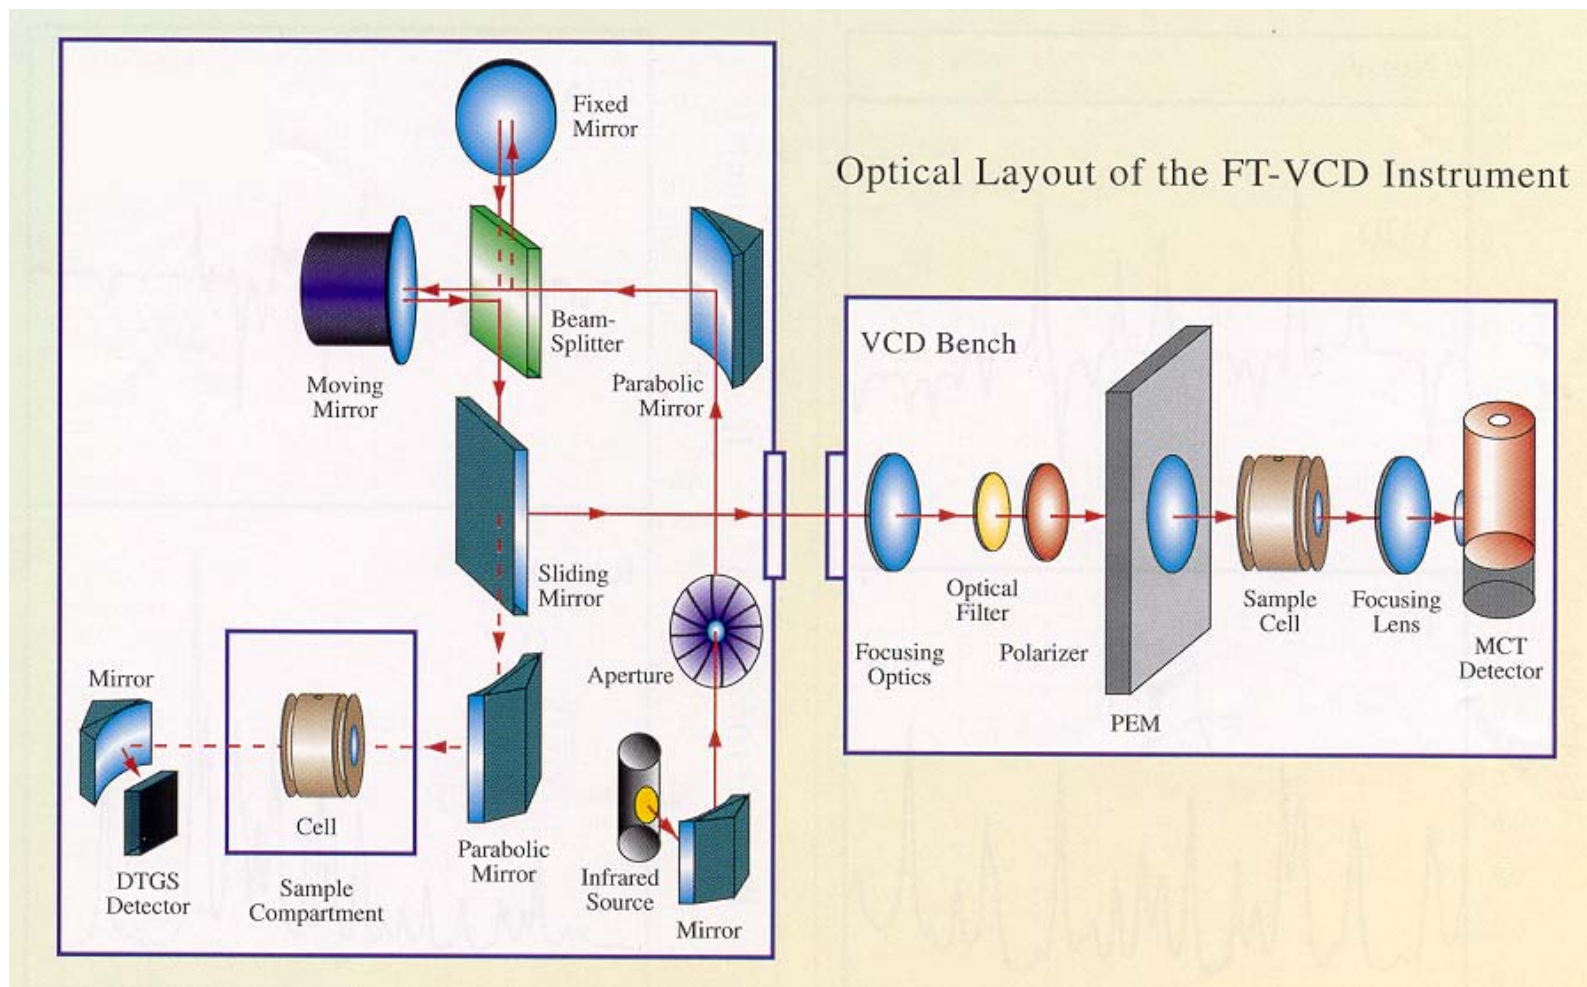 Fixed
Mirror
Optical Layout of the FT-VCD Instrument
Beam-
Splitter
Moving
Mirror
Parabolic
Mirror
VCD Bench
Sliding
Mirror
Aperture
Mirror
Cell
Sample
Compartment
DTGS
Detector
Parabolic
Mirror
Infrared
Source
Mirror
Focusing
Optics
Optical
Filter
Polarizer
PEM
Sample
Cell
Focusing
Lens
MCT
Detector